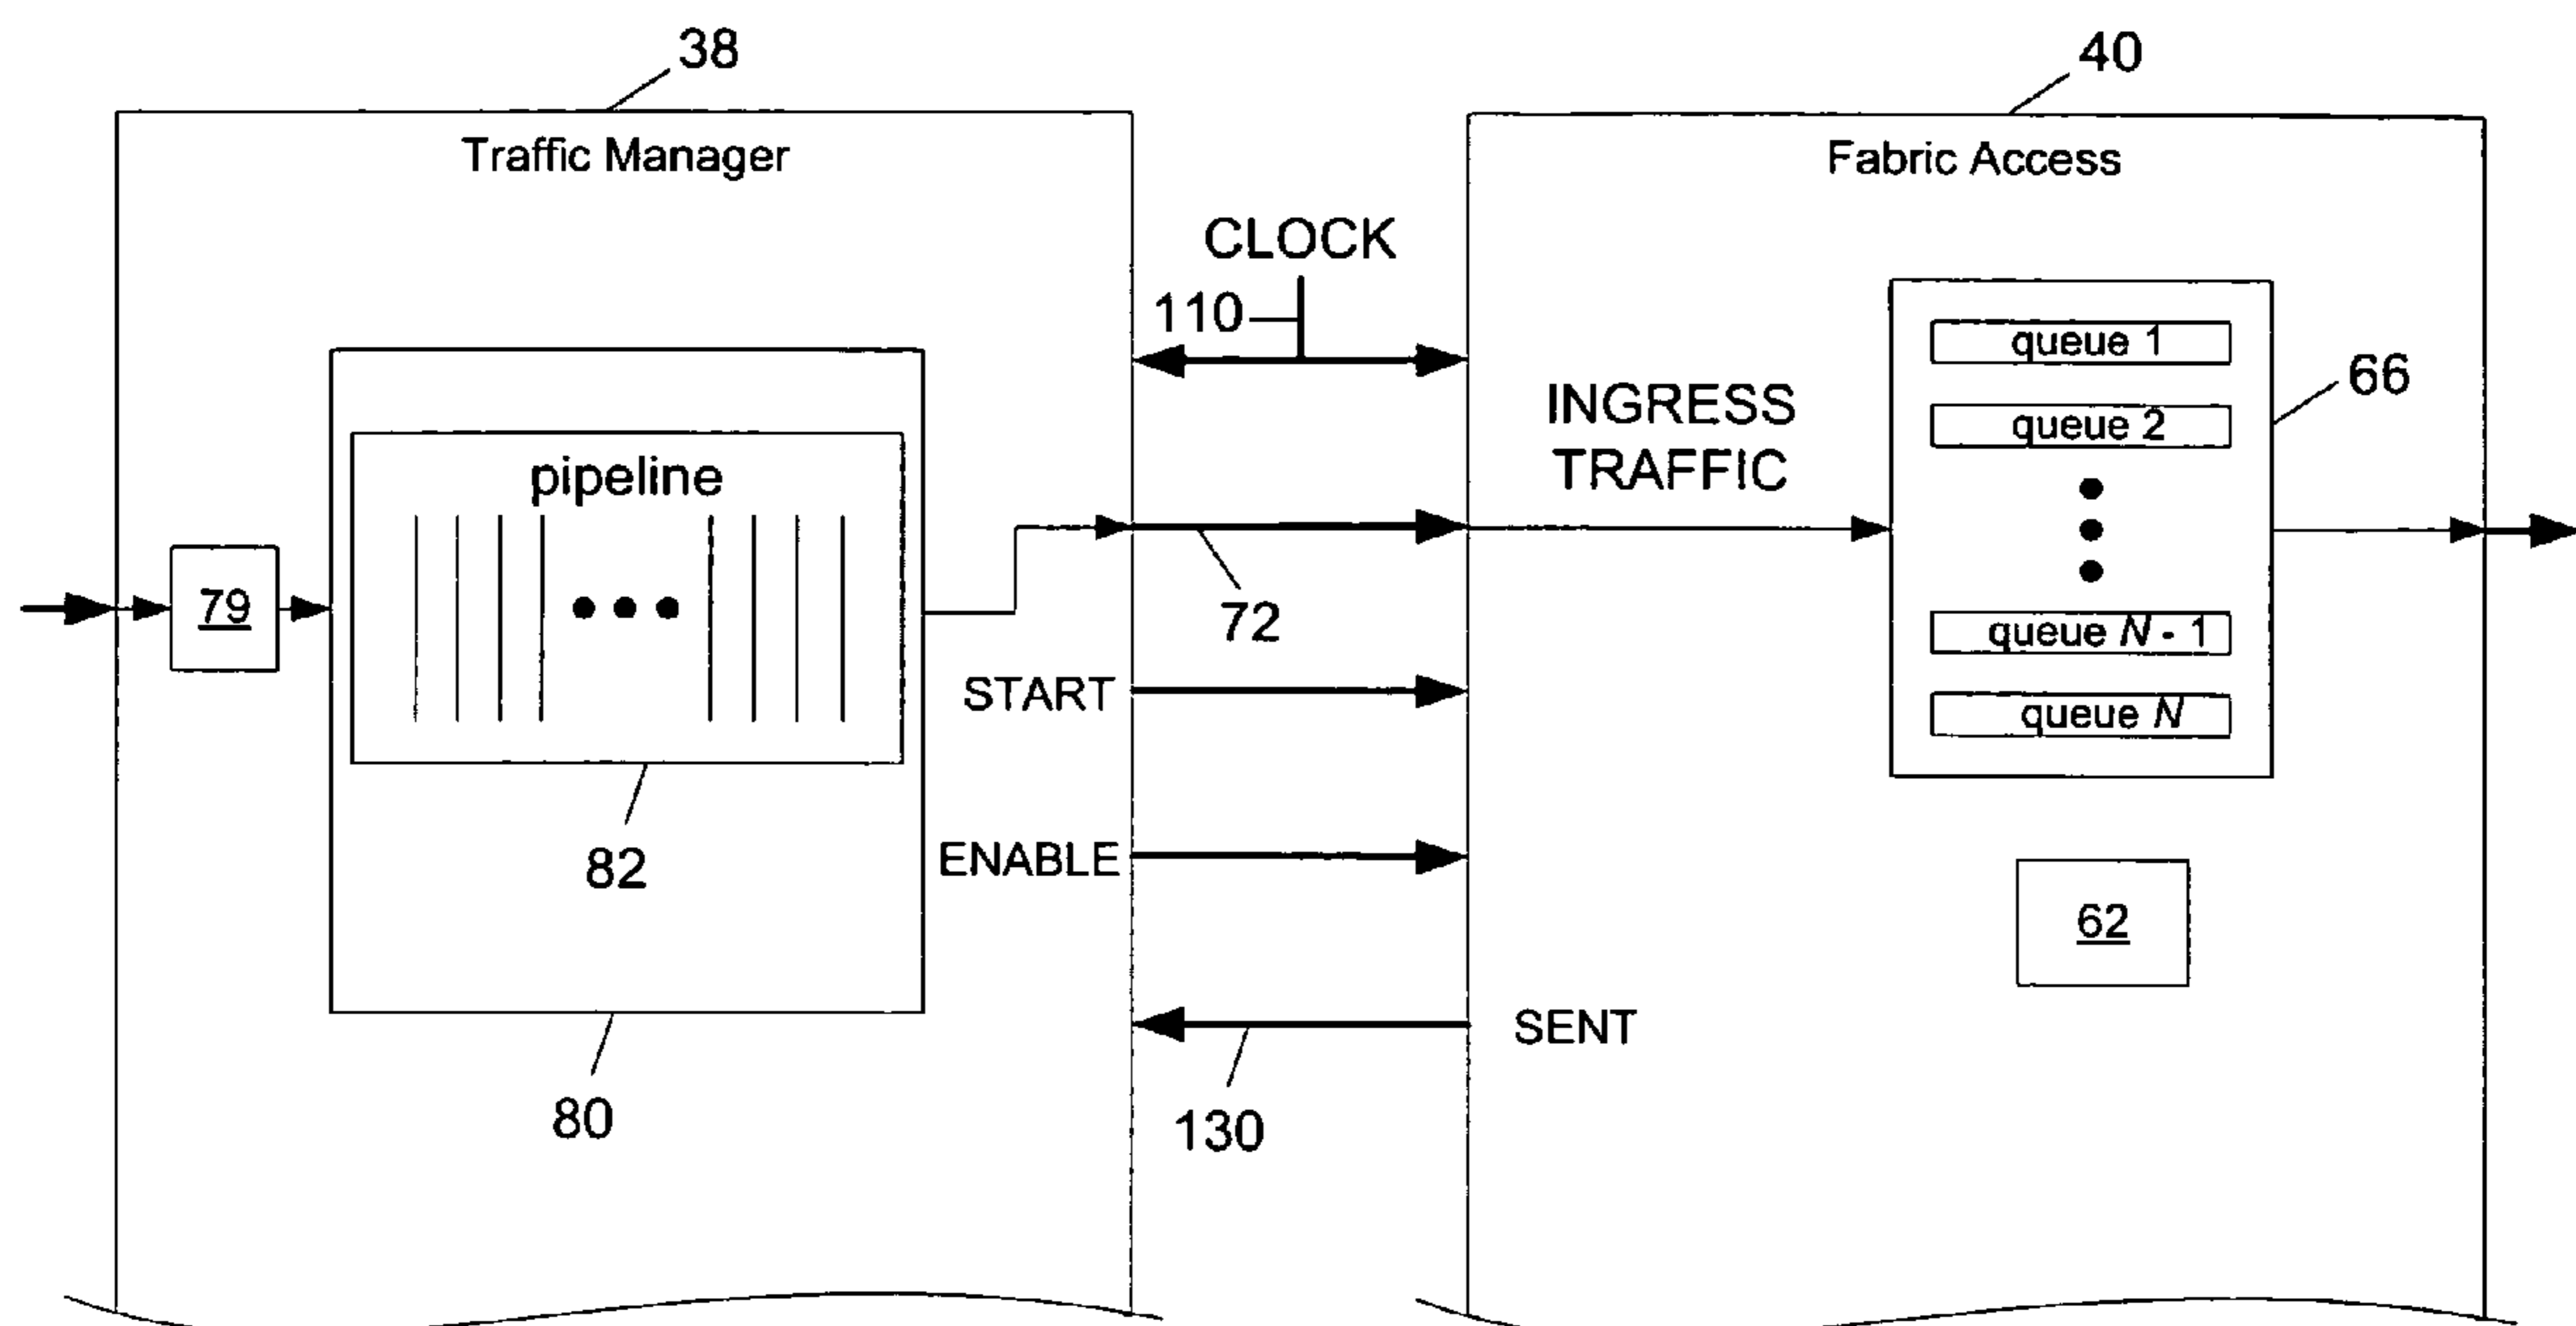 38
40
Traffic Manager
Fabric Access
CLOCK
110
queue 1
66
INGRESS
TRAFFIC
queue 2
pipeline
79
72
queue N - 1
START
queue N
82
ENABLE
62
SENT
80
130